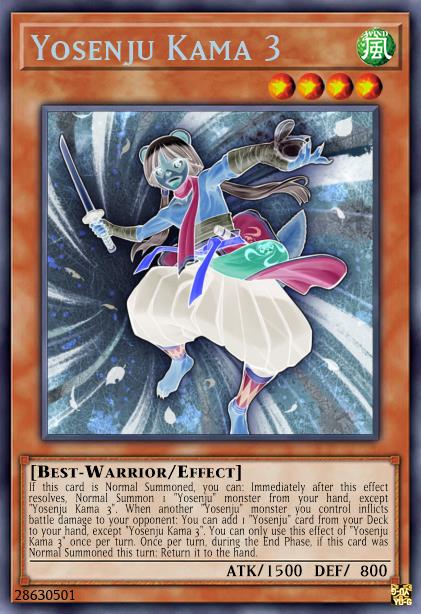 YOSENJU KAMA 3
WIND
風
[BEST-WARRIOR/EFFECT]
If this card is Normal Summoned, you can: Immediately after this effect
resolves, Normal Summon 1 "Yosenju" monster from your hand, except
"Yosenju Kama 3". When another "Yosenju" monster you control inflicts
battle damage to your opponent: You can add 1 "Yosenju" card from your Deck
to your hand, except "Yosenju Kama 3". You can only use this effect of "Yosenju
Kama 3" once per turn. Once per turn, during the End Phase, if this card was
Normal Summoned this turn: Return it to the hand.
ATK/1500 DEF/ 800
28630501